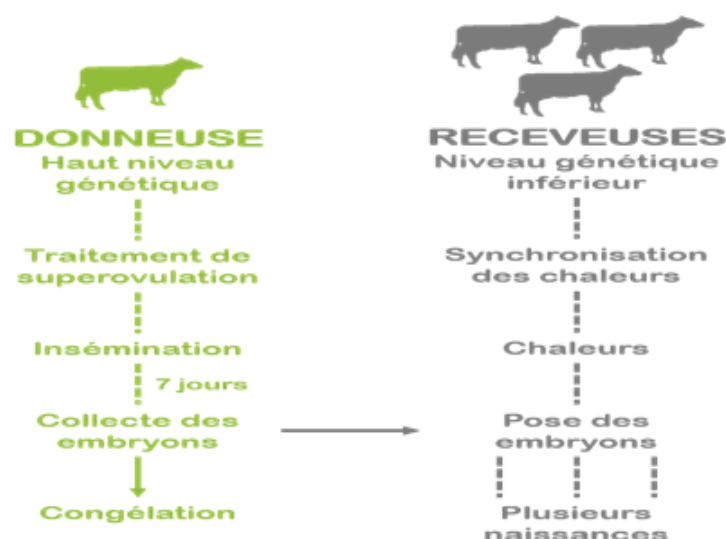 DONNEUSE
Haut niveau
génétique
Traitement de
superovulation
Insémination
7 jours
Collecte des
embryons
Congélation
RECEVEUSES
Niveau génétique
inférieur
Synchronisation
des chaleurs
Chaleurs
Pose des
embryons
Plusieurs
naissances